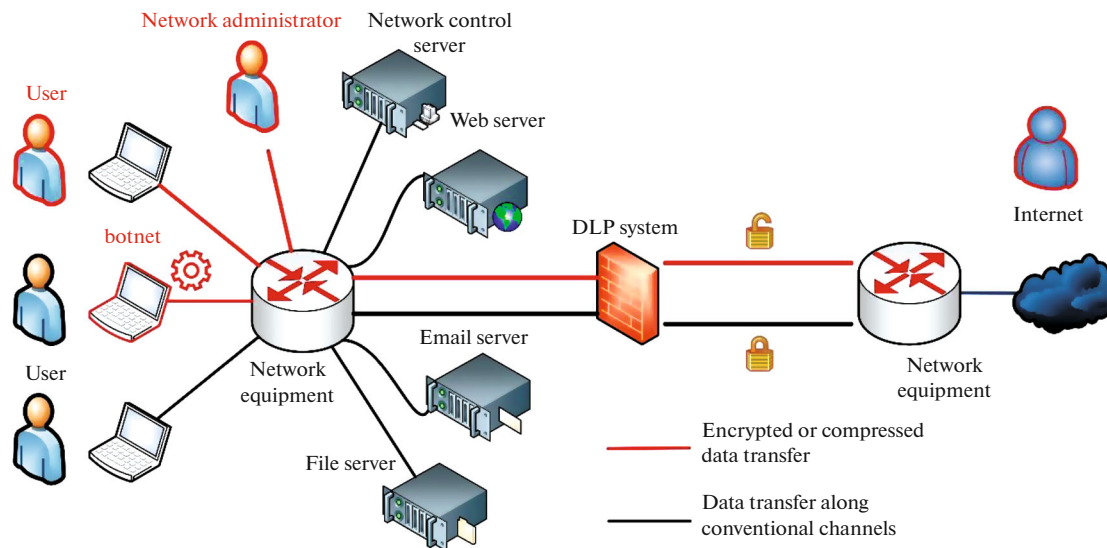 Network administrator
Network control
server
User
Web server
Internet
DLP system
botnet
Email server
User
Network
equipment
Network
equipment
File server
Encrypted or compressed
data transfer
Data transfer along
conventional channels